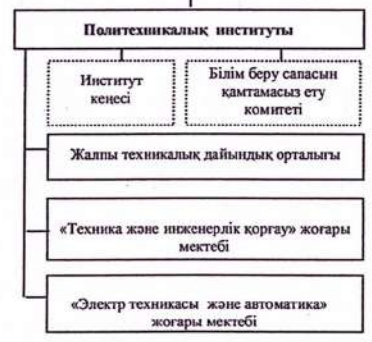 Политехникалық институты
Институт
кеңесі
Білім беру сапасын
қамтамасыз ету
комитеті
Жалпы техникалық дайындық орталығы
«Техника және инженерлік қорғау» жоғары
мектебі
«Электр техникасы және автоматика»
жоғары мектебі